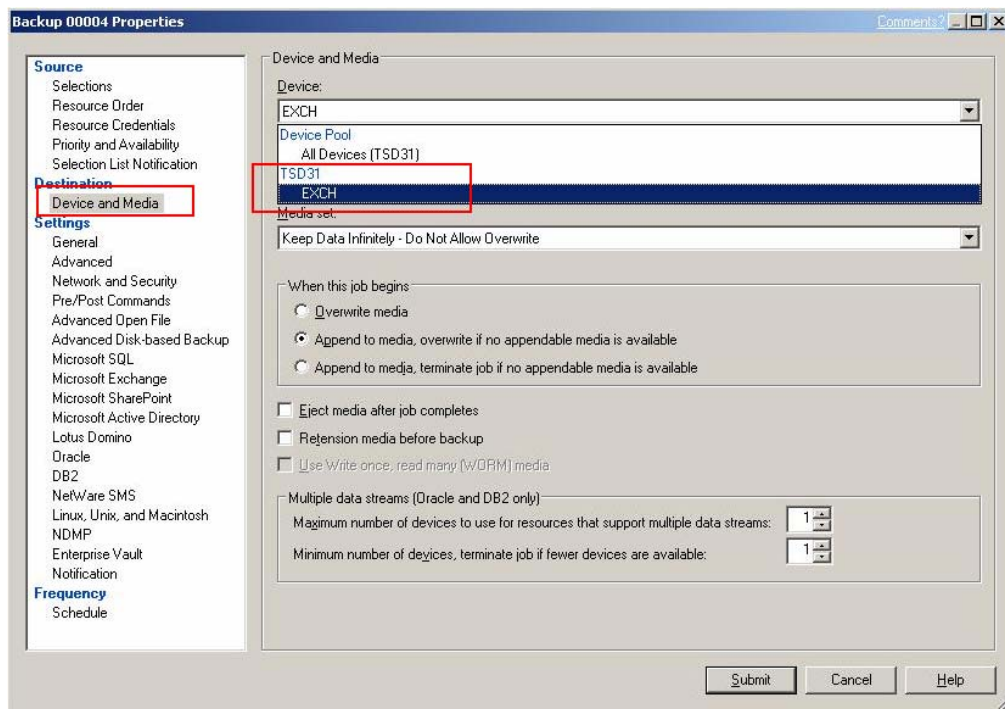 Backup 00004 Properties
Comments?
Source
Selections
Resource Order
Resource Credentials
Priority and Availability
Selection List Notification
Destination
Device and Media
Settings
General
Advanced
Network and Security
Pre/Post Commands
Advanced Open File
Advanced Disk-based Backup
Microsoft SQL
Microsoft Exchange
Microsoft SharePoint
Microsoft Active Directory
Lotus Domino
Oracle
DB2
NetWare SMS
Linux, Unix, and Macintosh
NDMP
Enterprise Vault
Notification
Frequency
Schedule
Device and Media
Device:
EXCH
Device Pool
All Devices (TSD31)
TSD31
EXCH
Media set:
Keep Data Infinitely - Do Not Allow Overwrite
When this job begins
Overwrite media
Append to media, overwrite if no appendable media is available
Append to media, terminate job if no appendable media is available
Eject media after job completes
Retension media before backup
Use Write once, read many (WORM) media
Multiple data streams (Oracle and DB2 only)
Maximum number of devices to use for resources that support multiple data streams: 1
Minimum number of devices, terminate job if fewer devices are available: 1
Submit Cancel Help